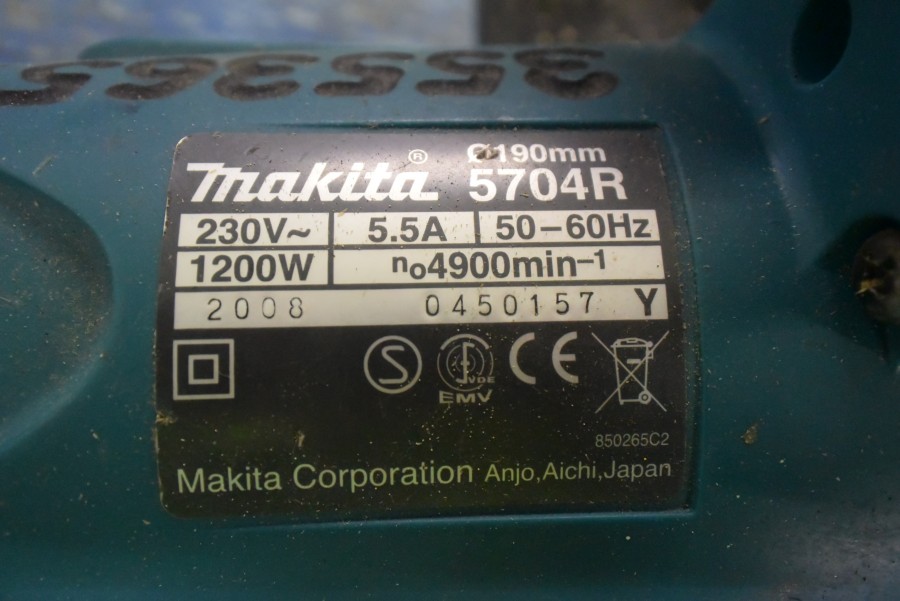 35565
Makita® Ø190mm
5704R
230V~ 5.5A 50-60Hz
1200W n₀4900min⁻¹
2008 0450157 Y
S VDE CE
EMV
850265C2
Makita Corporation Anjo,Aichi,Japan